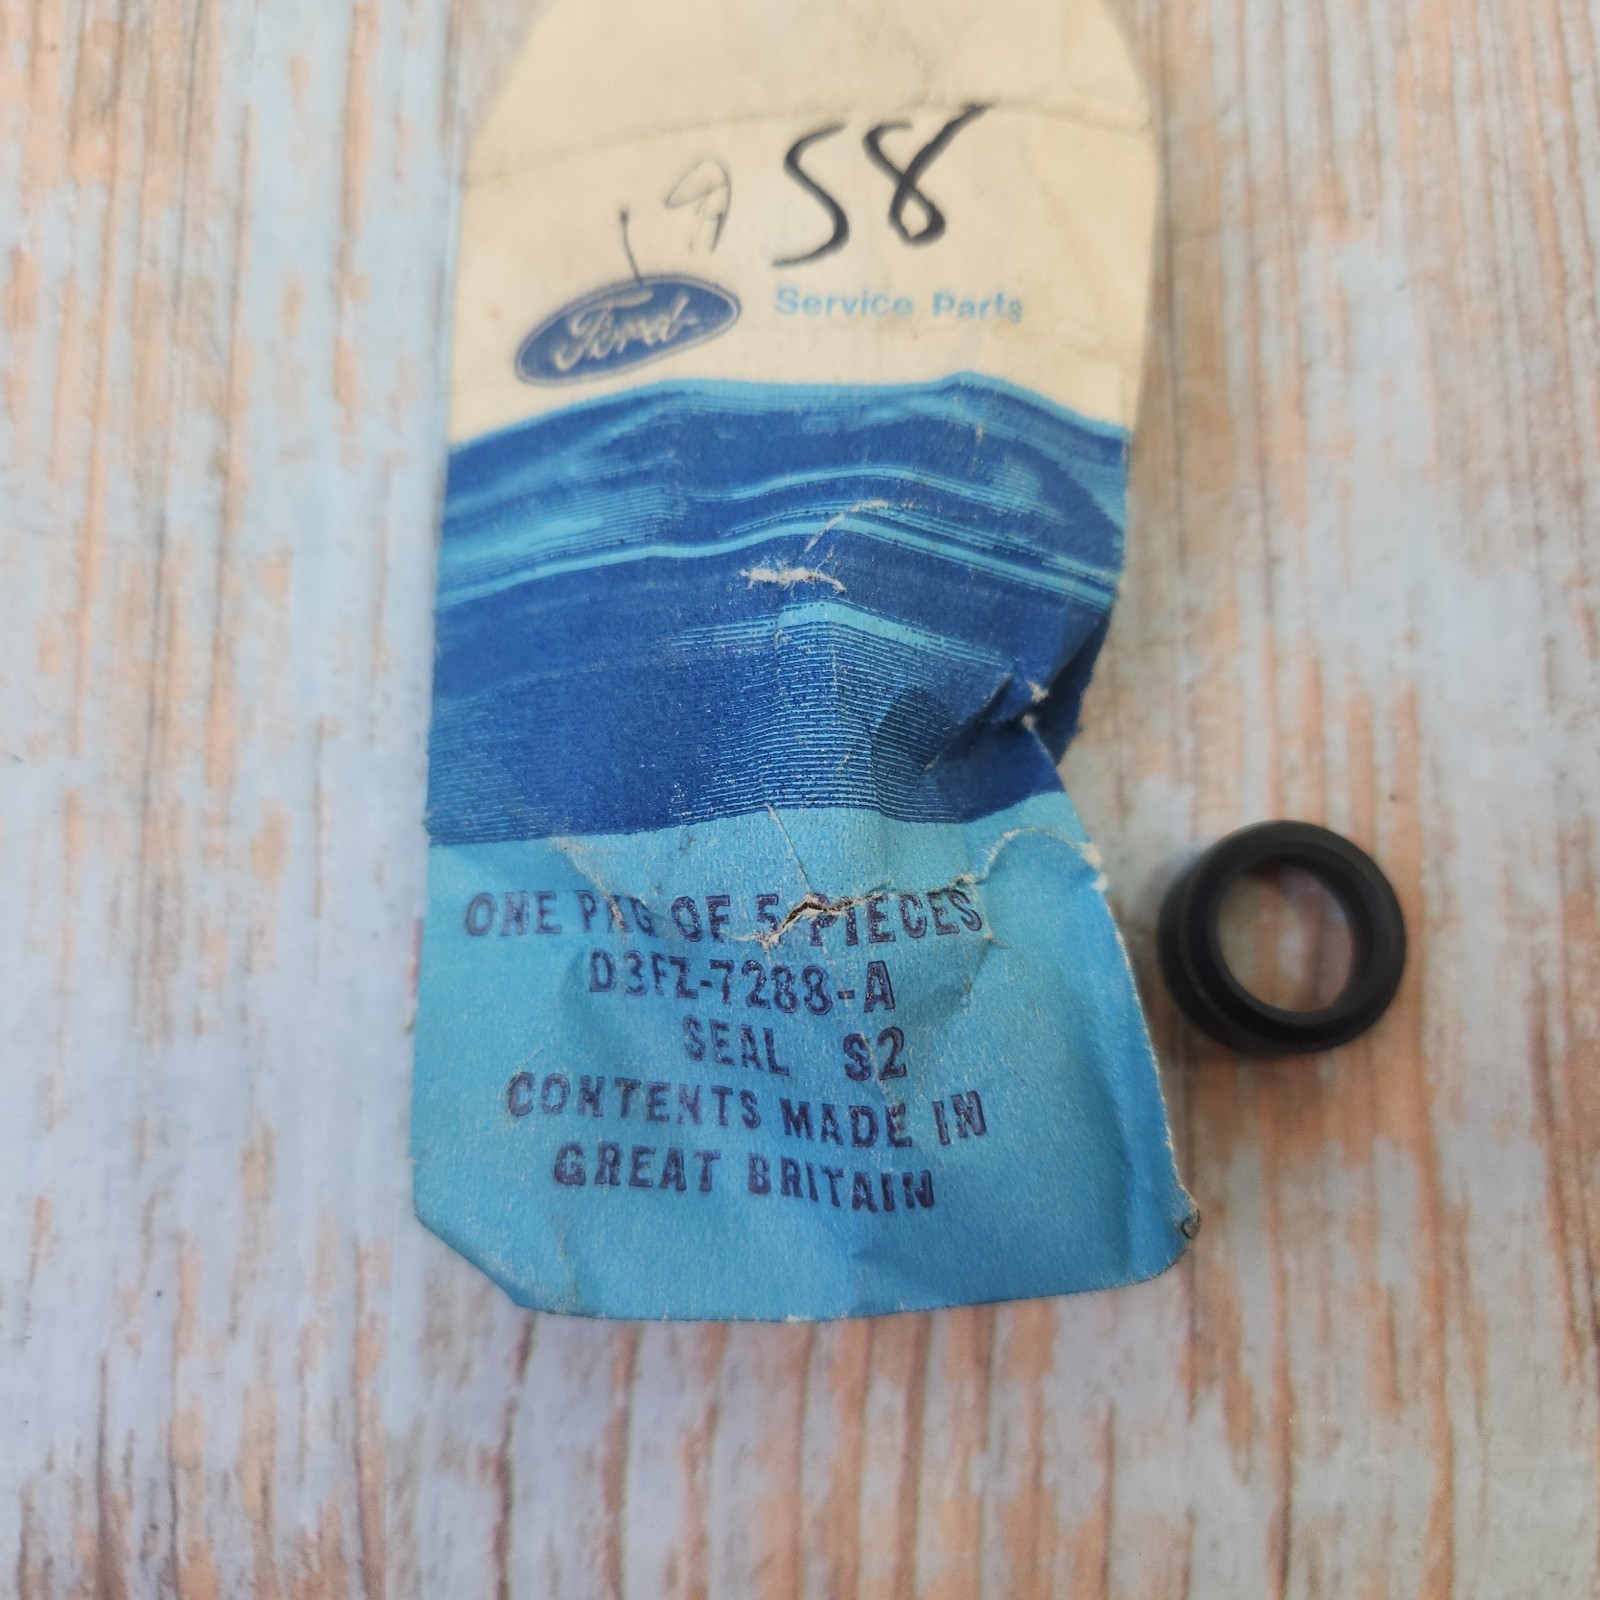 58
Ford
Service Parts
ONE PKG OF 5 PIECES
D3FZ-7288-A
SEAL S2
CONTENTS MADE IN
GREAT BRITAIN